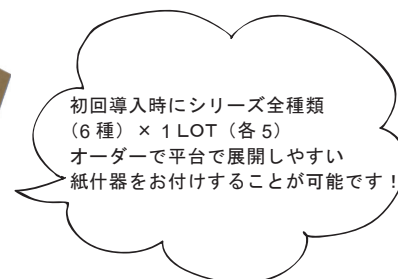 初回導入時にシリーズ全種類
（6 種）× 1 LOT（各 5）
オーダーで平台で展開しやすい
紙什器をお付けすることが可能です！